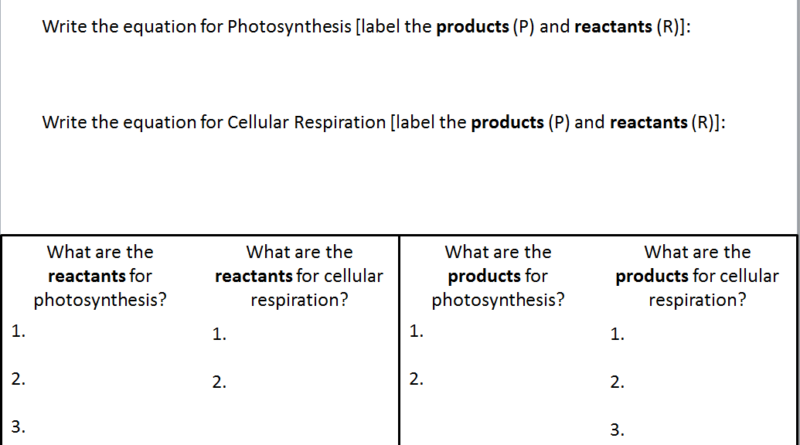 Write the equation for Photosynthesis [label the products (P) and reactants (R)]:
Write the equation for Cellular Respiration [label the products (P) and reactants (R)]:
What are the
reactants for
photosynthesis?
1.
2.
3.
What are the
reactants for cellular
respiration?
1.
2.
What are the
products for
photosynthesis?
1.
2.
What are the
products for cellular
respiration?
1.
2.
3.